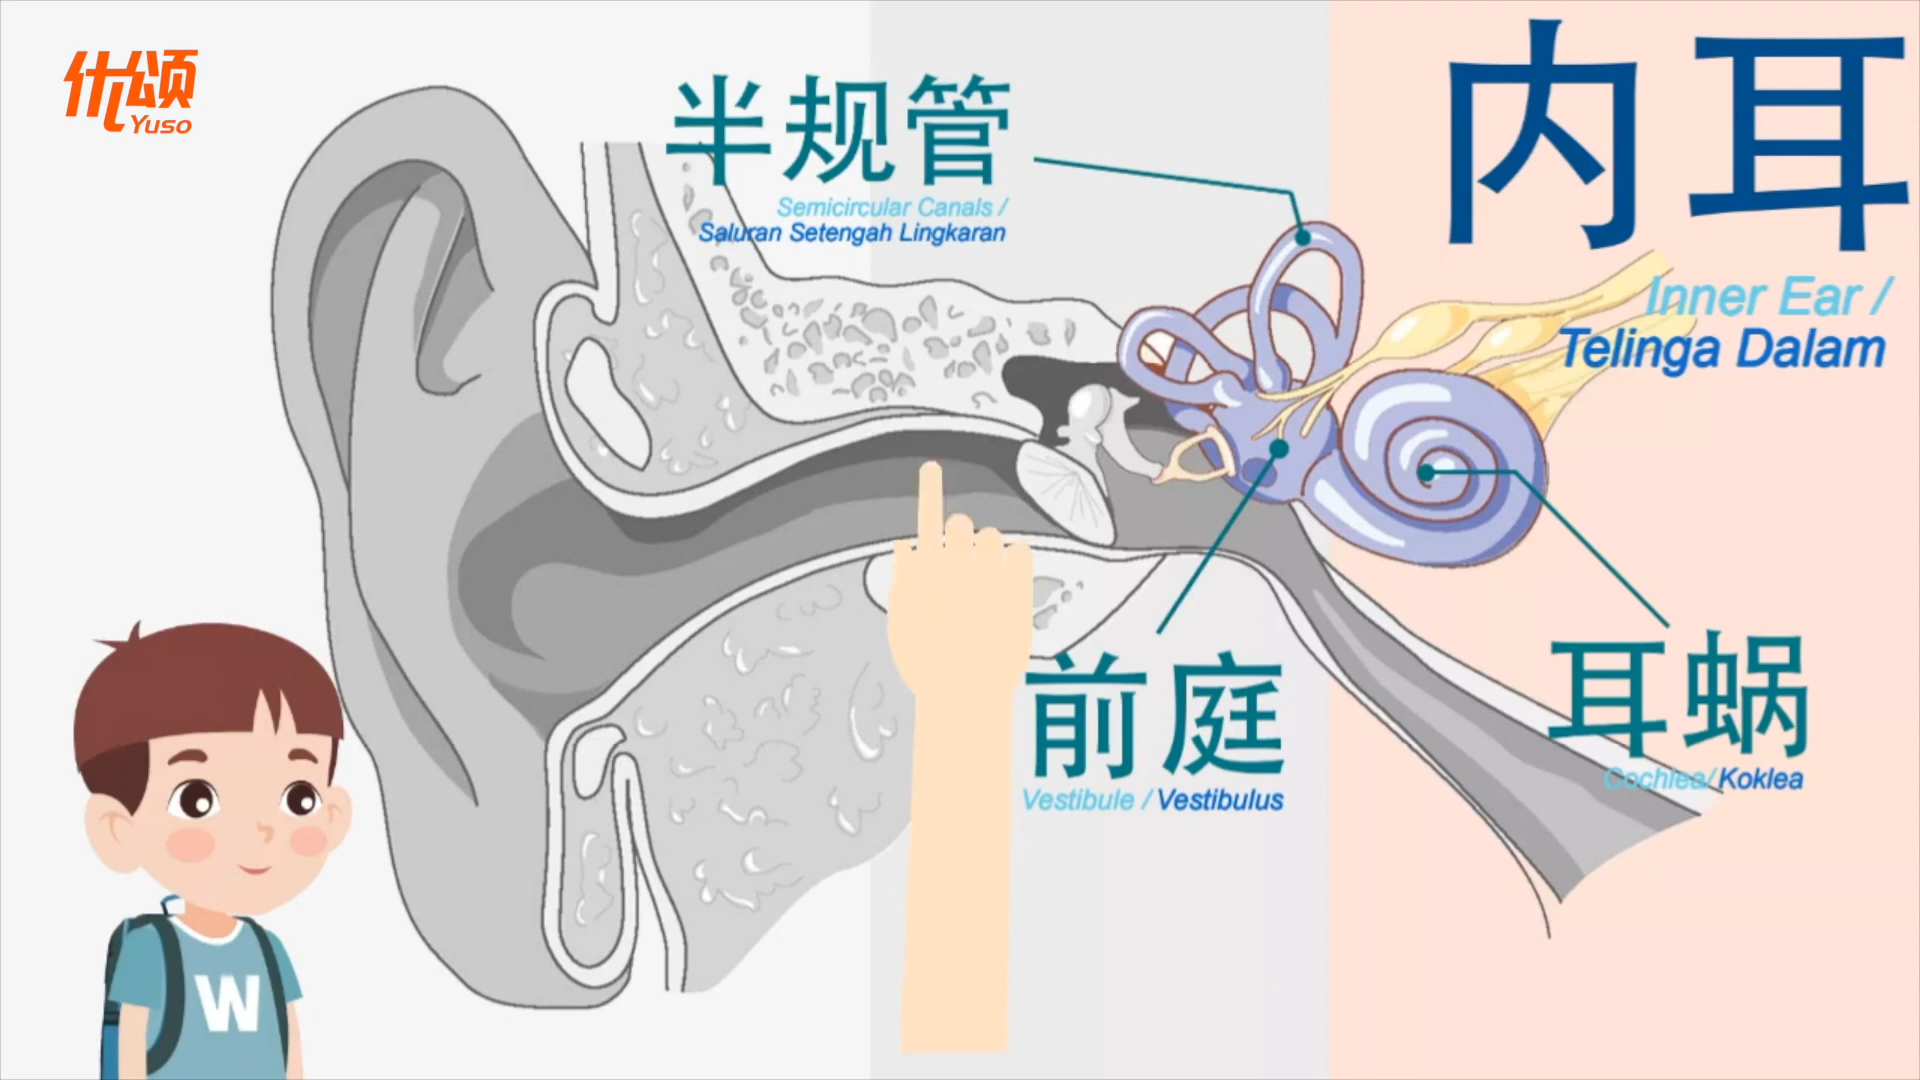 优颂
Yuso
半规管
Semicircular Canals /
Saluran Setengah Lingkaran
内耳
Inner Ear /
Telinga Dalam
前庭
Vestibule / Vestibulus
耳蜗
Cochlea/ Koklea
W